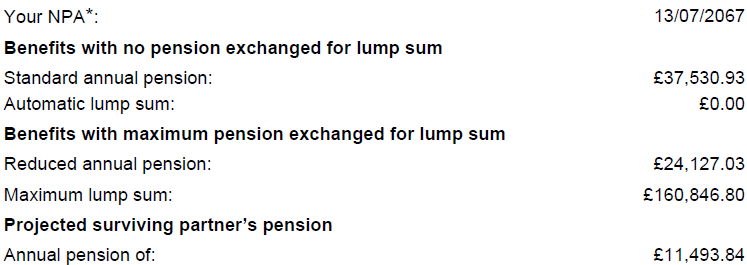 Your NPA*: 13/07/2067
Benefits with no pension exchanged for lump sum
Standard annual pension: £37,530.93
Automatic lump sum: £0.00
Benefits with maximum pension exchanged for lump sum
Reduced annual pension: £24,127.03
Maximum lump sum: £160,846.80
Projected surviving partner’s pension
Annual pension of: £11,493.84